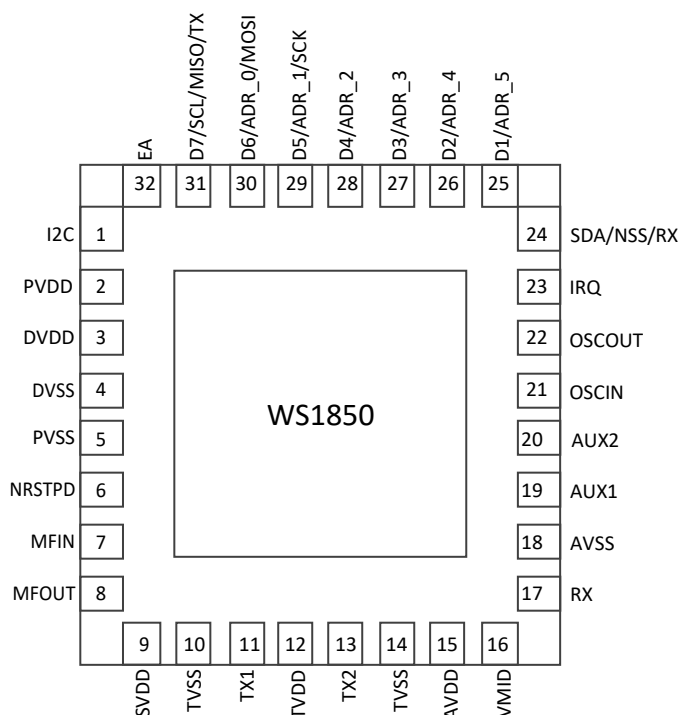 EA
D7/SCL/MISO/TX
D6/ADR_0/MOSI
D5/ADR_1/SCK
D4/ADR_2
D3/ADR_3
D2/ADR_4
D1/ADR_5
32 31 30 29 28 27 26 25
I2C 1 24 SDA/NSS/RX
PVDD 2 23 IRQ
DVDD 3 22 OSCOUT
DVSS 4 21 OSCIN
WS1850
PVSS 5 20 AUX2
NRSTPD 6 19 AUX1
MFIN 7 18 AVSS
MFOUT 8 17 RX
9 10 11 12 13 14 15 16
SVDD
TVSS
TX1
TVDD
TX2
TVSS
AVDD
VMID